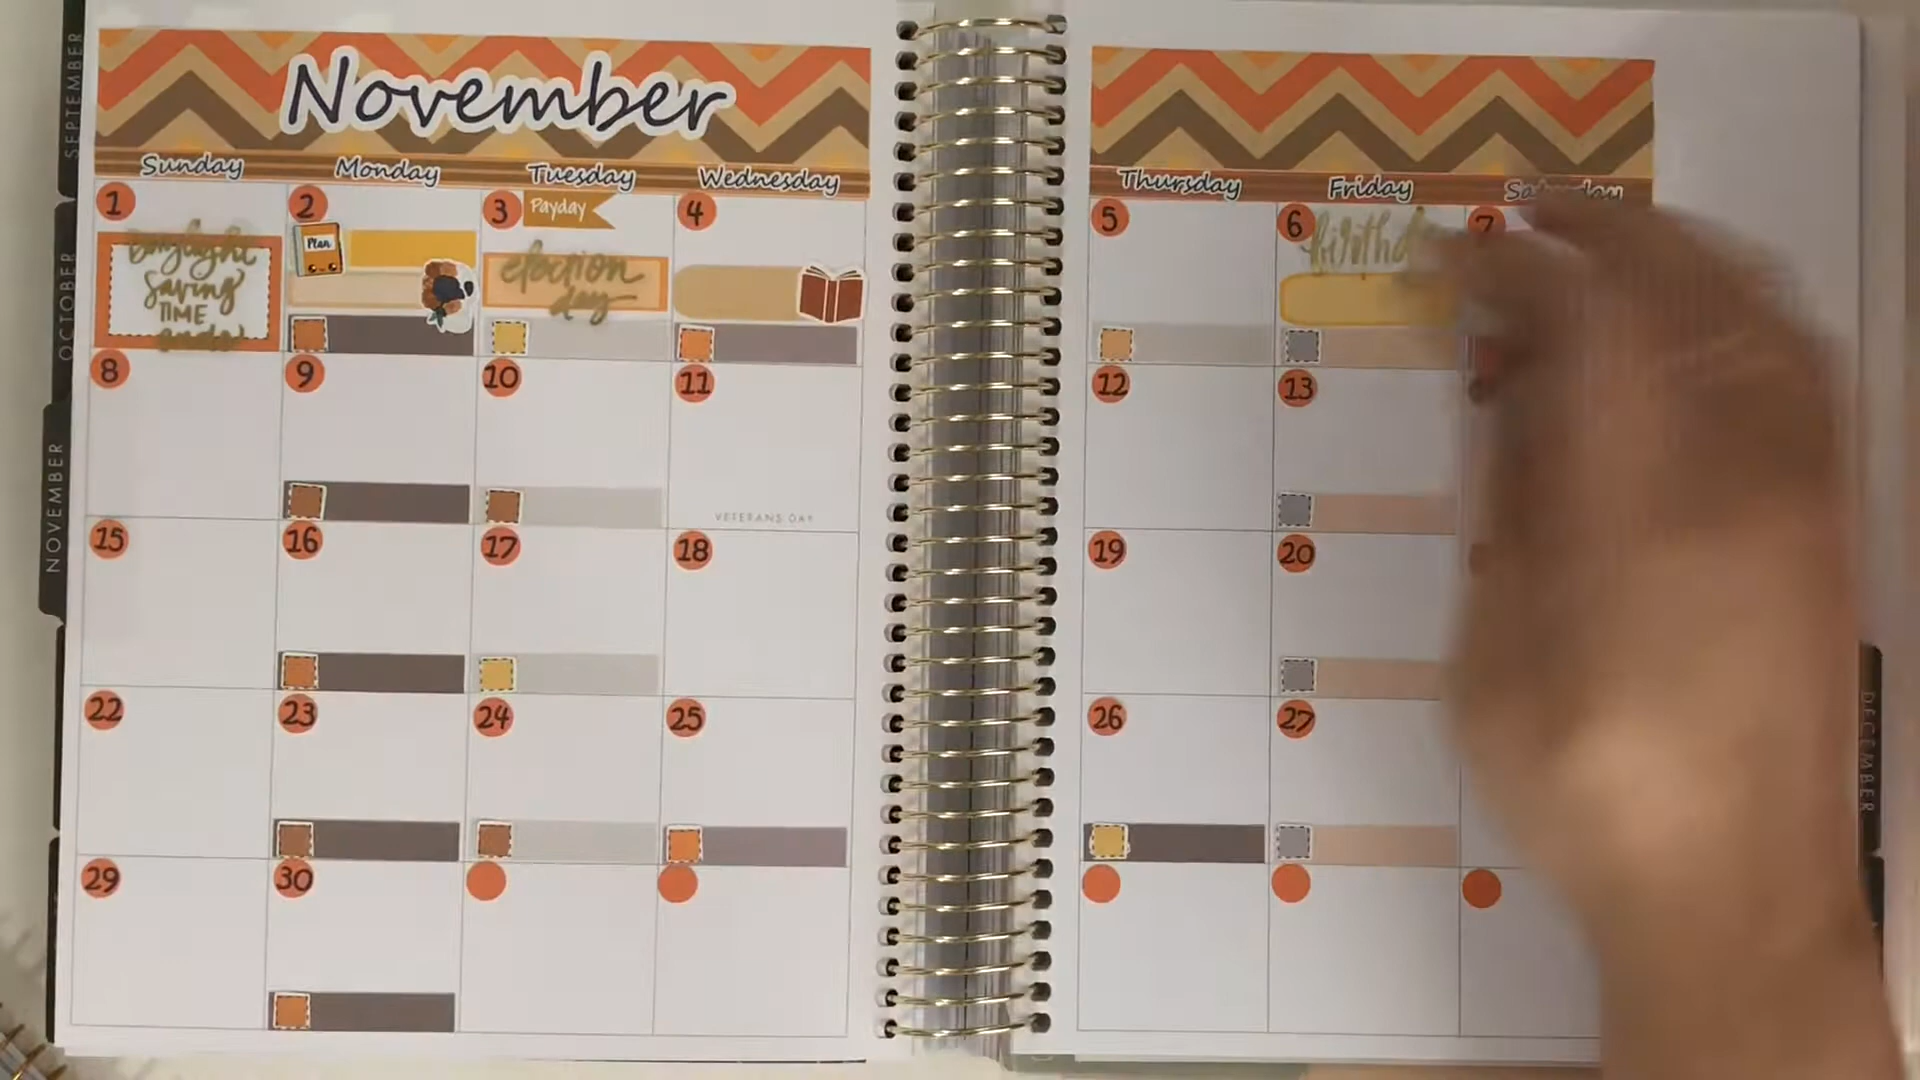 November
Sunday Monday Tuesday Wednesday Thursday Friday Saturday
1 2 3 Payday 4 5 6 7
Daylight
saving
TIME
ends
Plan
election
day
8 9 10 11 12 13
VETERANS DAY
15 16 17 18 19 20
22 23 24 25 26 27
29 30
SEPTEMBER
OCTOBER
NOVEMBER
DECEMBER